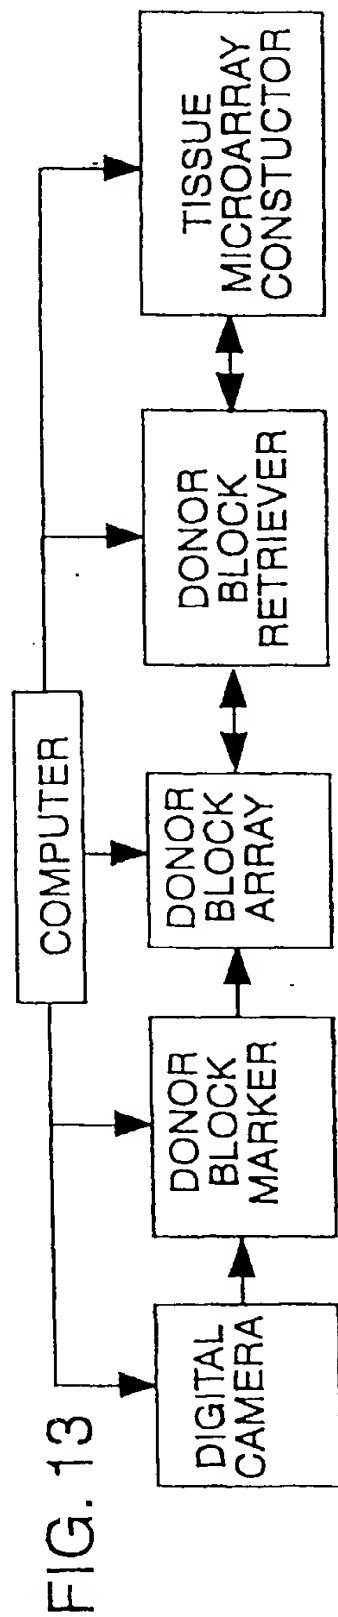 FIG. 13
COMPUTER
DIGITAL
CAMERA
DONOR
BLOCK
MARKER
DONOR
BLOCK
ARRAY
DONOR
BLOCK
RETRIEVER
TISSUE
MICROARRAY
CONSTUCTOR